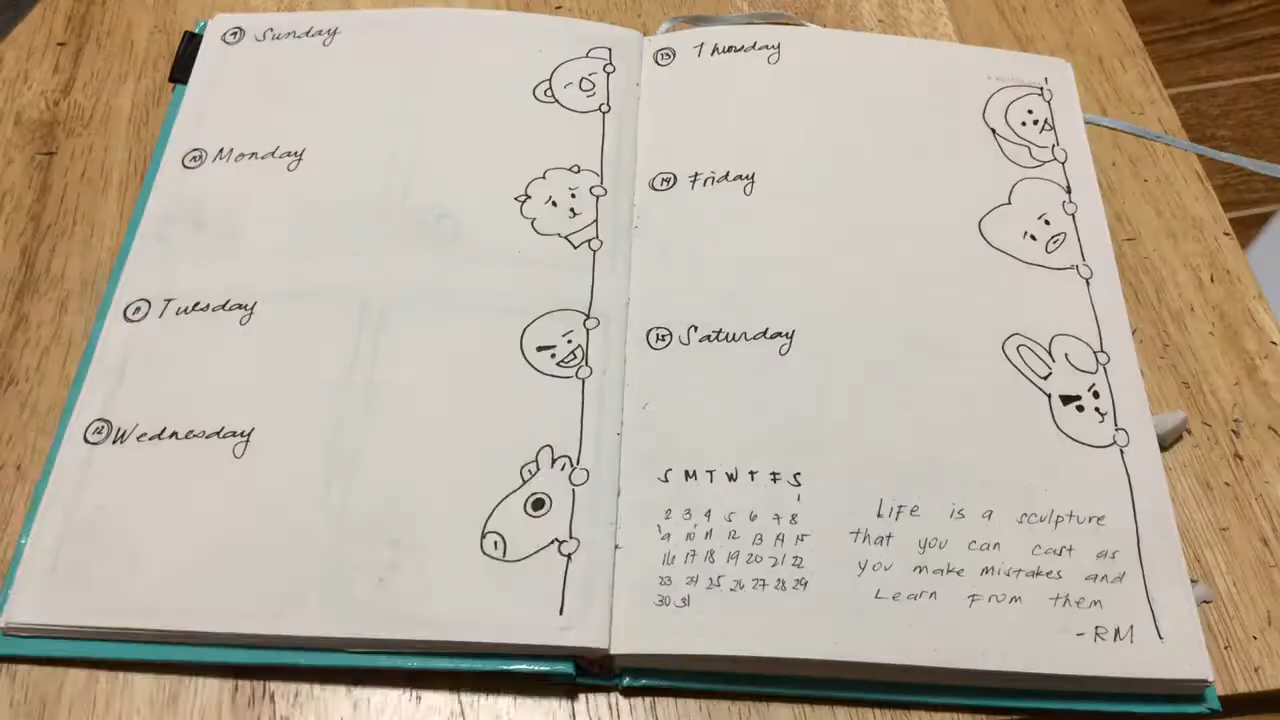 9 Sunday
10 Monday
11 Tuesday
12 Wednesday
13 Thursday
14 Friday
15 Saturday
S M T W T F S
1
2 3 4 5 6 7 8
9 10 11 12 13 14 15
16 17 18 19 20 21 22
23 24 25 26 27 28 29
30 31
Life is a sculpture
that you can cast as
you make mistakes and
Learn From them
-RM